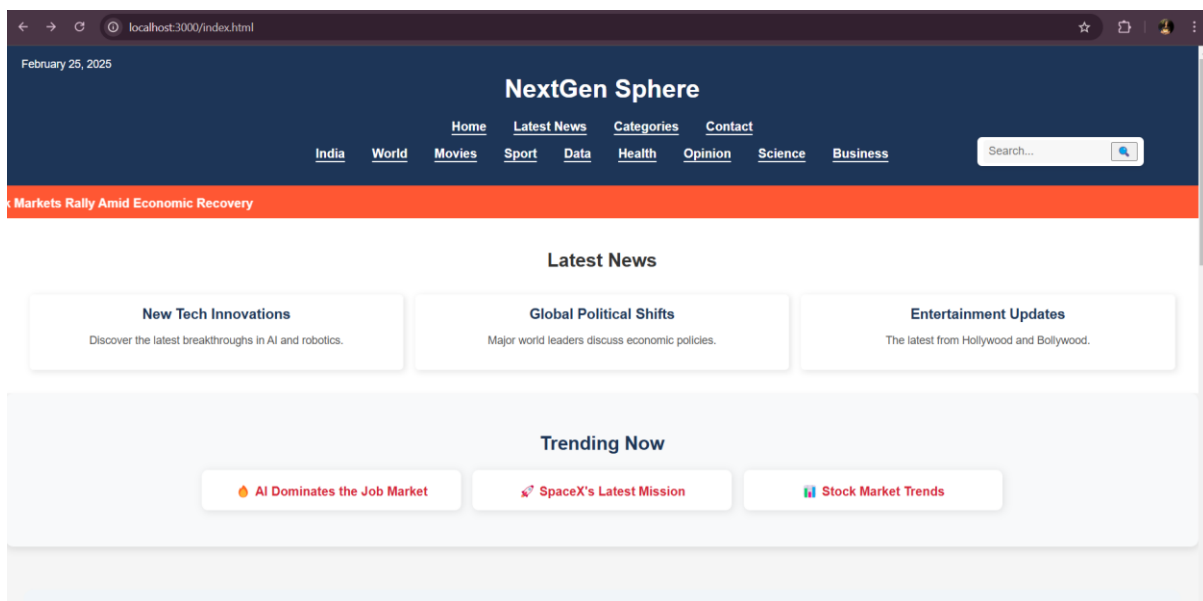 localhost:3000/index.html
February 25, 2025
NextGen Sphere
Home Latest News Categories Contact
India World Movies Sport Data Health Opinion Science Business Search...
Markets Rally Amid Economic Recovery
Latest News
New Tech Innovations Global Political Shifts Entertainment Updates
Discover the latest breakthroughs in AI and robotics. Major world leaders discuss economic policies. The latest from Hollywood and Bollywood.
Trending Now
🔥 AI Dominates the Job Market 🚀 SpaceX's Latest Mission 📊 Stock Market Trends